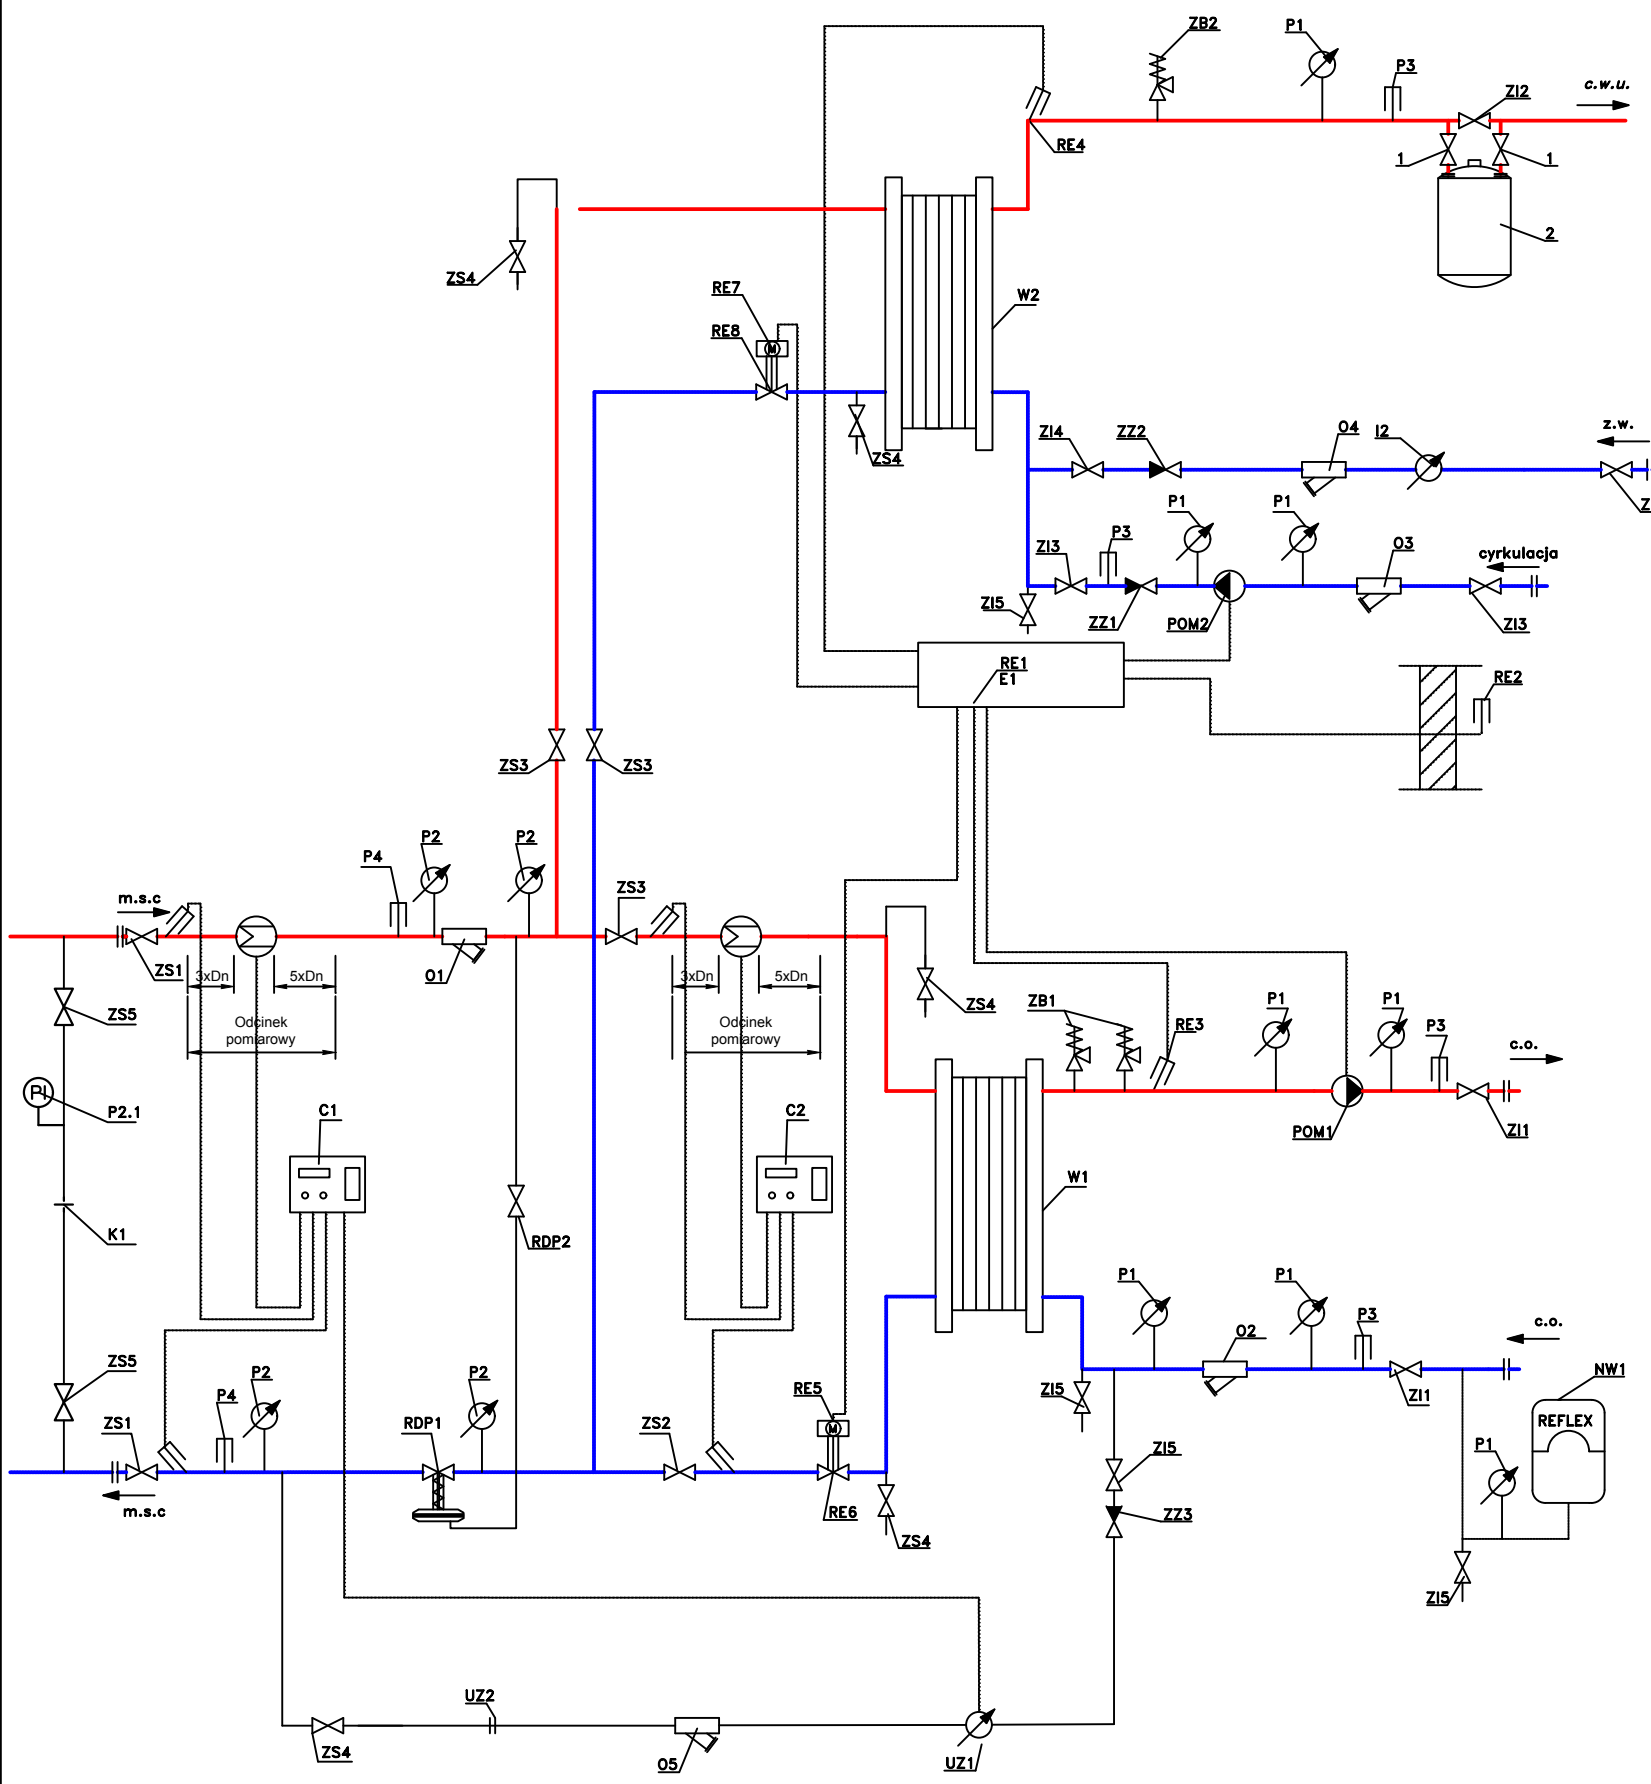 ZB2
P1
P3
ZI2
c.w.u.
RE4
1
1
2
ZS4
RE7
RE8
M
W2
ZS4
ZI4
ZZ2
O4
I2
z.w.
P1
P1
ZI3
P3
O3
cyrkulacja
ZI5
ZZ1
POM2
ZI3
RE1
E1
RE2
ZS3
ZS3
P4
P2
P2
ZS3
m.s.c
ZS1
3xDn
5xDn
O1
3xDn
5xDn
ZS4
ZS5
Odcinek
pomiarowy
Odcinek
pomiarowy
ZB1
RE3
P1
P1
P3
c.o.
PI
P2.1
C1
C2
POM1
ZI1
W1
K1
RDP2
P1
P1
P3
c.o.
O2
ZS5
P2
P4
P2
RE5
ZI5
ZI1
NW1
ZS1
RDP1
ZS2
M
REFLEX
P1
ZI5
m.s.c
RE6
ZS4
ZZ3
ZI5
UZ2
ZS4
O5
UZ1